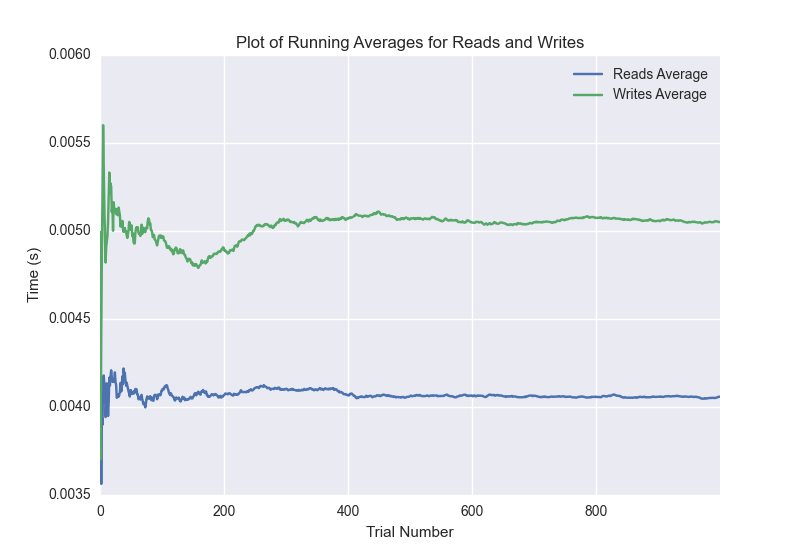 Plot of Running Averages for Reads and Writes
0.0060
Reads Average
Writes Average
0.0055
0.0050
Time (s)
0.0045
0.0040
0.0035
0
200
400
600
800
Trial Number